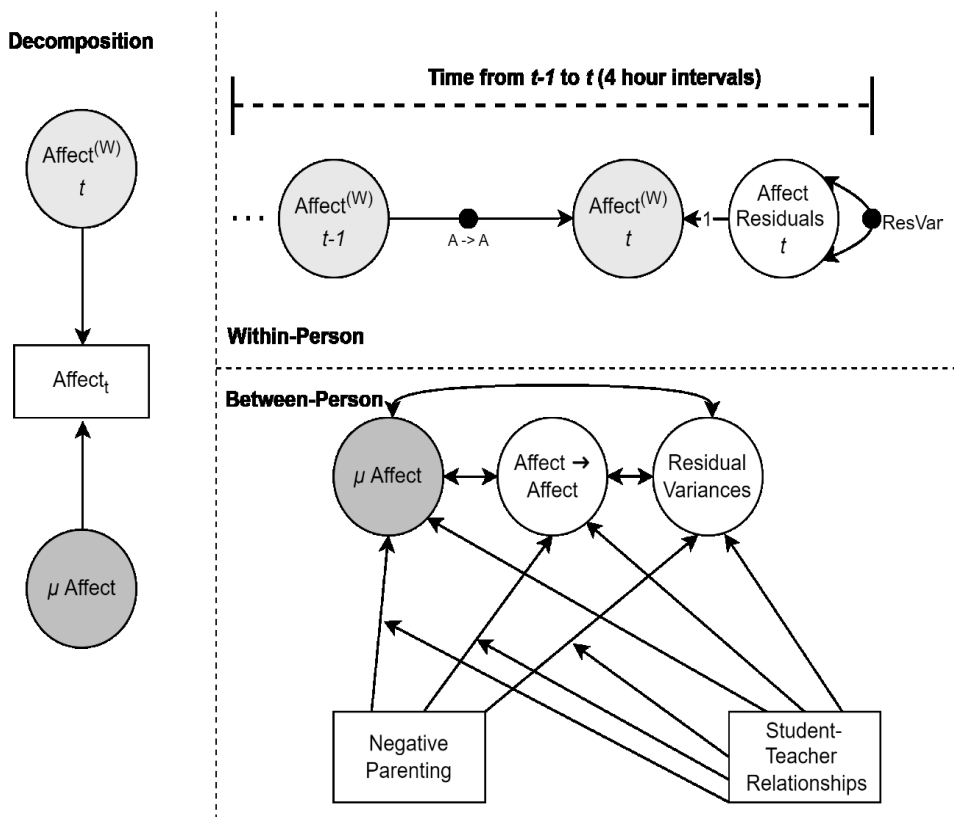 Decomposition
Affect(W)
t
Affectt
μ Affect
Time from t-1 to t (4 hour intervals)
Affect(W)
t-1
A -> A
Affect(W)
t
1
Affect
Residuals
t
ResVar
Within-Person
Between-Person
μ Affect
Affect →
Affect
Residual
Variances
Negative
Parenting
Student-
Teacher
Relationships